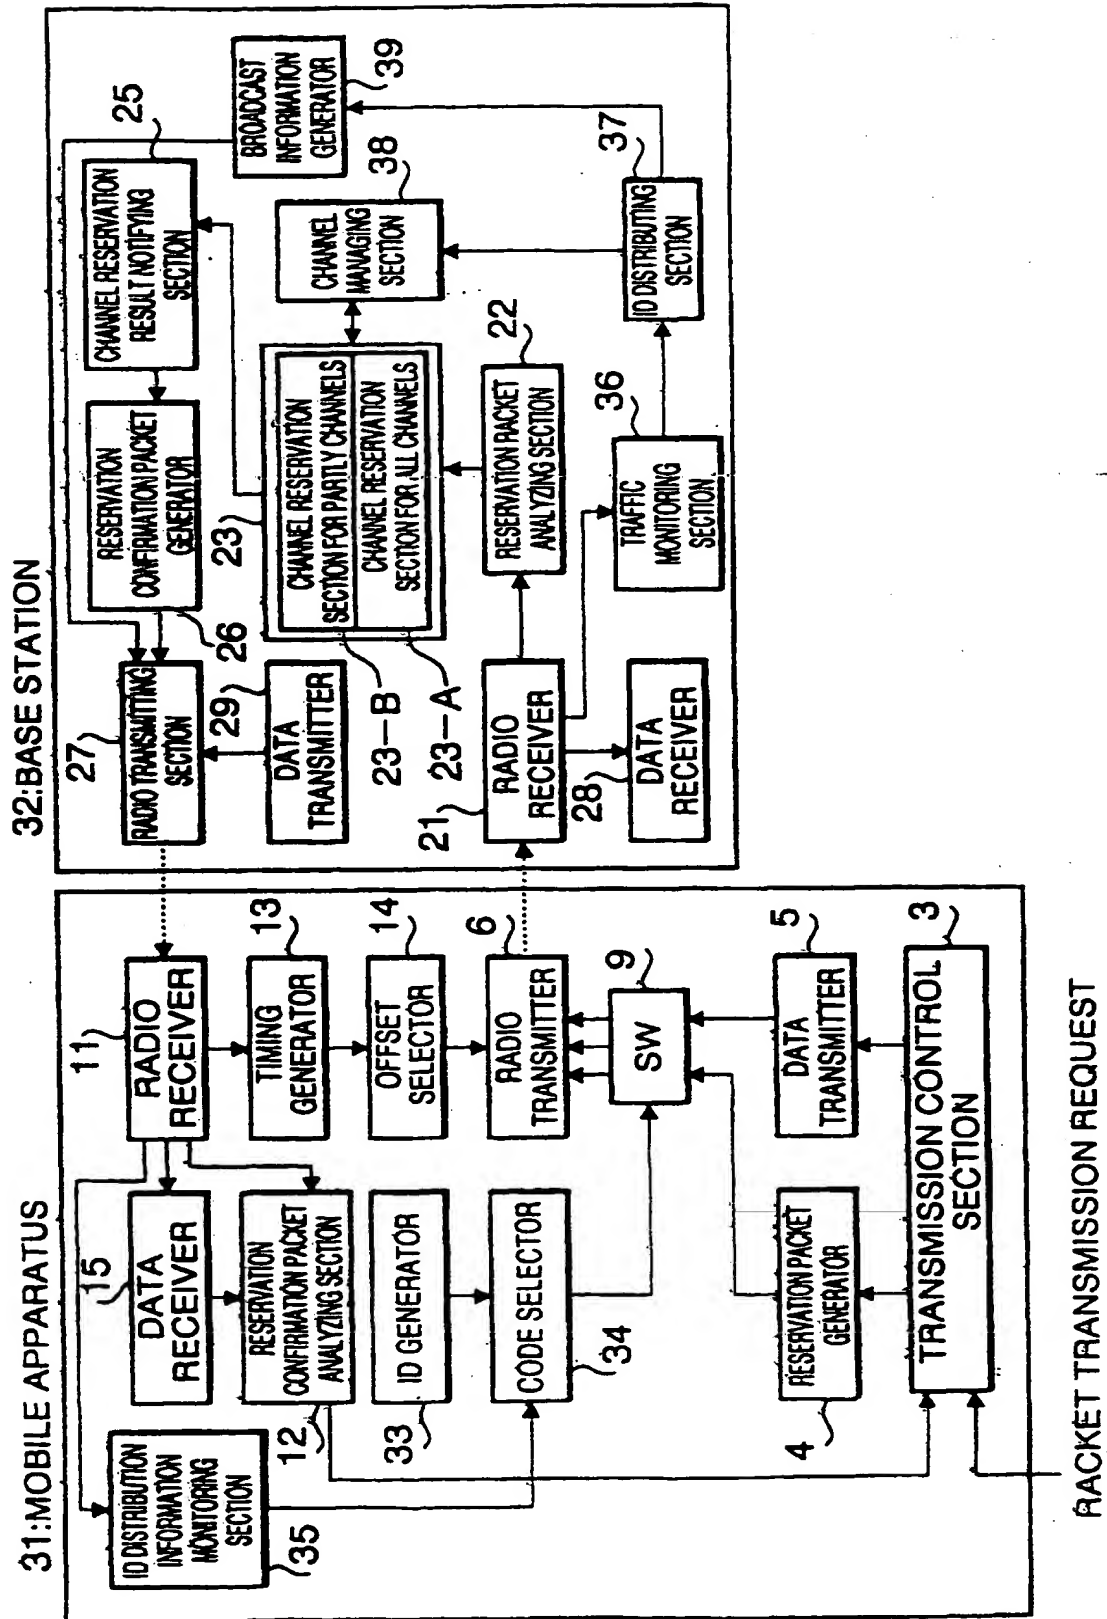 31:MOBILE APPARATUS
ID DISTRIBUTION
INFORMATION
MONITORING
SECTION
35
15
DATA
RECEIVER
11
RADIO
RECEIVER
RESERVATION
CONFIRMATION PACKET
ANALYZING SECTION
12
TIMING
GENERATOR
13
ID GENERATOR
33
OFFSET
SELECTOR
14
CODE SELECTOR
34
RADIO
TRANSMITTER
6
SW
9
RESERVATION PACKET
GENERATOR
4
DATA
TRANSMITTER
5
TRANSMISSION CONTROL
SECTION
3
RACKET TRANSMISSION REQUEST
32:BASE STATION
27
RADIO TRANSMITTING
SECTION
RESERVATION
CONFIRMATION PACKET
GENERATOR
26
CHANNEL RESERVATION
RESULT NOTIFYING
SECTION
25
BROADCAST
INFORMATION
GENERATOR
39
29
DATA
TRANSMITTER
23
CHANNEL RESERVATION
SECTION FOR PARTLY CHANNELS
CHANNEL RESERVATION
SECTION FOR ALL CHANNELS
23-B
23-A
CHANNEL
MANAGING
SECTION
38
21
RADIO
RECEIVER
RESERVATION RACKET
ANALYZING SECTION
22
28
DATA
RECEIVER
TRAFFIC
MONITORING
SECTION.
36
ID DISTRIBUTING
SECTION
37